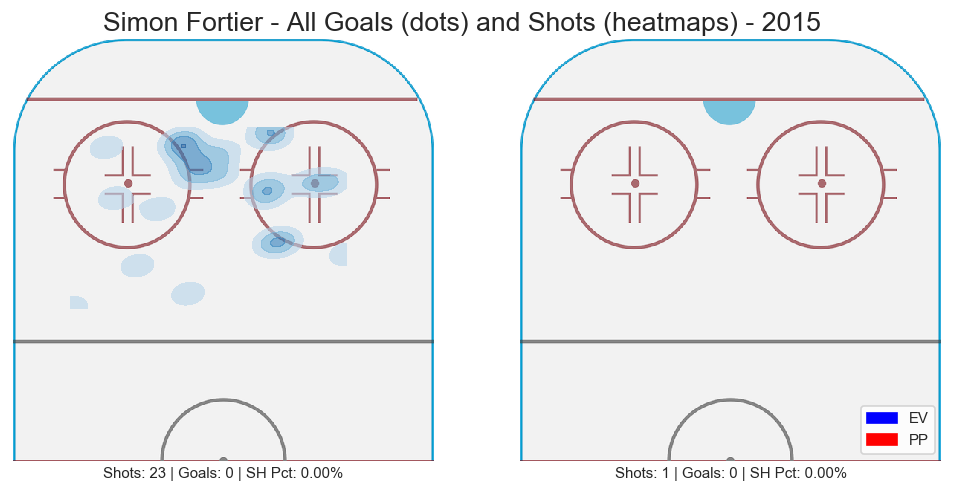 Simon Fortier - All Goals (dots) and Shots (heatmaps) - 2015
EV
PP
Shots: 23 | Goals: 0 | SH Pct: 0.00%
Shots: 1 | Goals: 0 | SH Pct: 0.00%